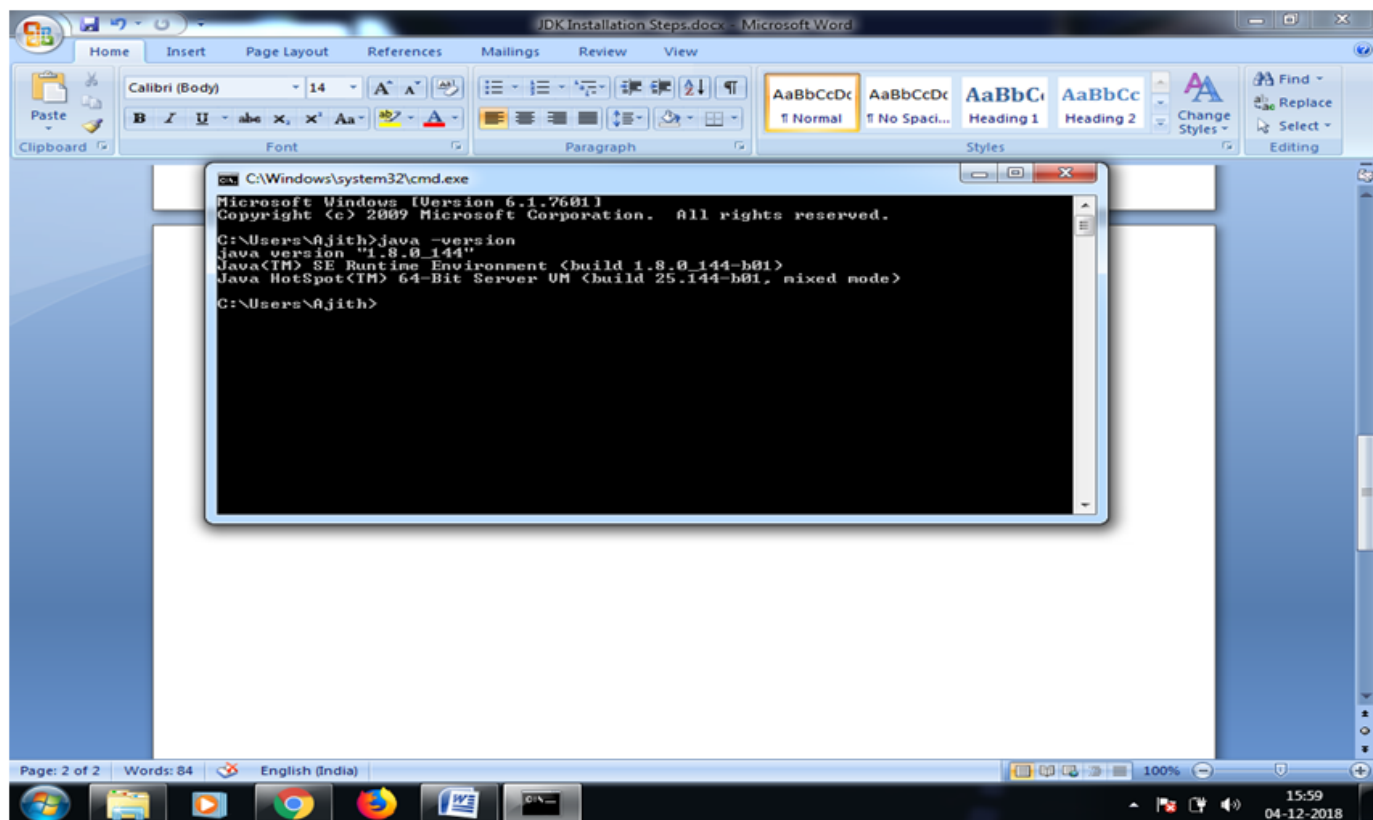 JDK Installation Steps.docx - Microsoft Word
Home Insert Page Layout References Mailings Review View
Paste
Clipboard
Calibri (Body) 14
B I U abc x, x² Aa A
Font
Paragraph
AaBbCcDc AaBbCcDc AaBbC AaBbCc
¶ Normal ¶ No Spaci... Heading 1 Heading 2
Change Styles
Styles
Find
Replace
Select
Editing
C:\Windows\system32\cmd.exe
Microsoft Windows [Version 6.1.7601]
Copyright (c) 2009 Microsoft Corporation. All rights reserved.
C:\Users\Ajith>java -version
java version "1.8.0_144"
Java(TM) SE Runtime Environment (build 1.8.0_144-b01)
Java HotSpot(TM) 64-Bit Server VM (build 25.144-b01, mixed mode)
C:\Users\Ajith>
Page: 2 of 2 Words: 84 English (India) 100%
15:59
04-12-2018